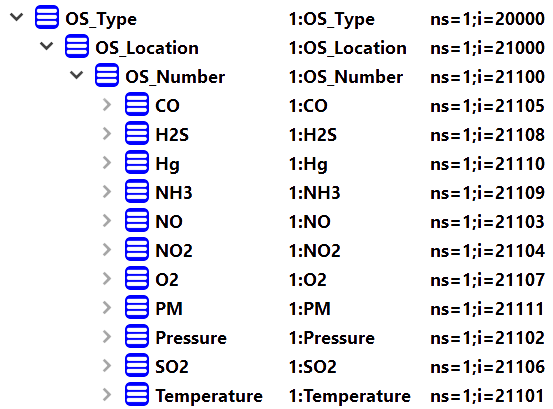 OS_Type 1:OS_Type ns=1;i=20000
OS_Location 1:OS_Location ns=1;i=21000
OS_Number 1:OS_Number ns=1;i=21100
CO 1:CO ns=1;i=21105
H2S 1:H2S ns=1;i=21108
Hg 1:Hg ns=1;i=21110
NH3 1:NH3 ns=1;i=21109
NO 1:NO ns=1;i=21103
NO2 1:NO2 ns=1;i=21104
O2 1:O2 ns=1;i=21107
PM 1:PM ns=1;i=21111
Pressure 1:Pressure ns=1;i=21102
SO2 1:SO2 ns=1;i=21106
Temperature 1:Temperature ns=1;i=21101